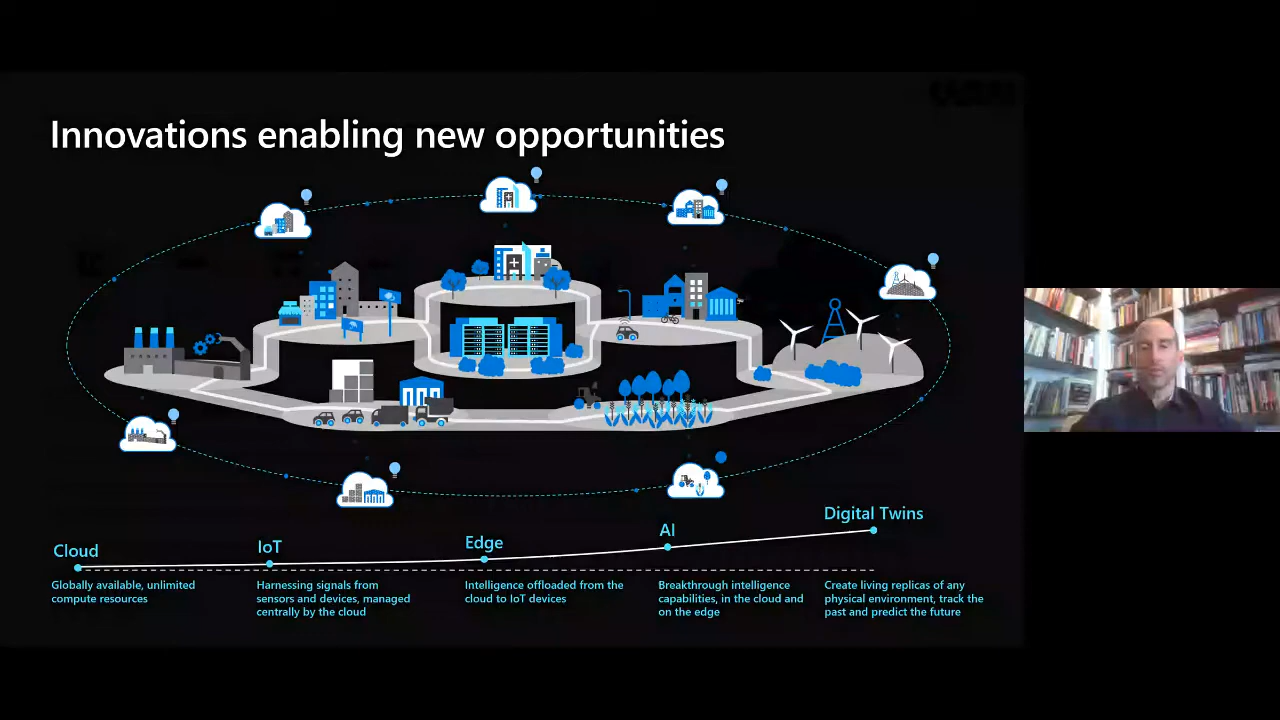 Innovations enabling new opportunities
Cloud
Globally available, unlimited
compute resources
IoT
Harnessing signals from
sensors and devices, managed
centrally by the cloud
Edge
Intelligence offloaded from the
cloud to IoT devices
AI
Breakthrough intelligence
capabilities, in the cloud and
on the edge
Digital Twins
Create living replicas of any
physical environment, track the
past and predict the future